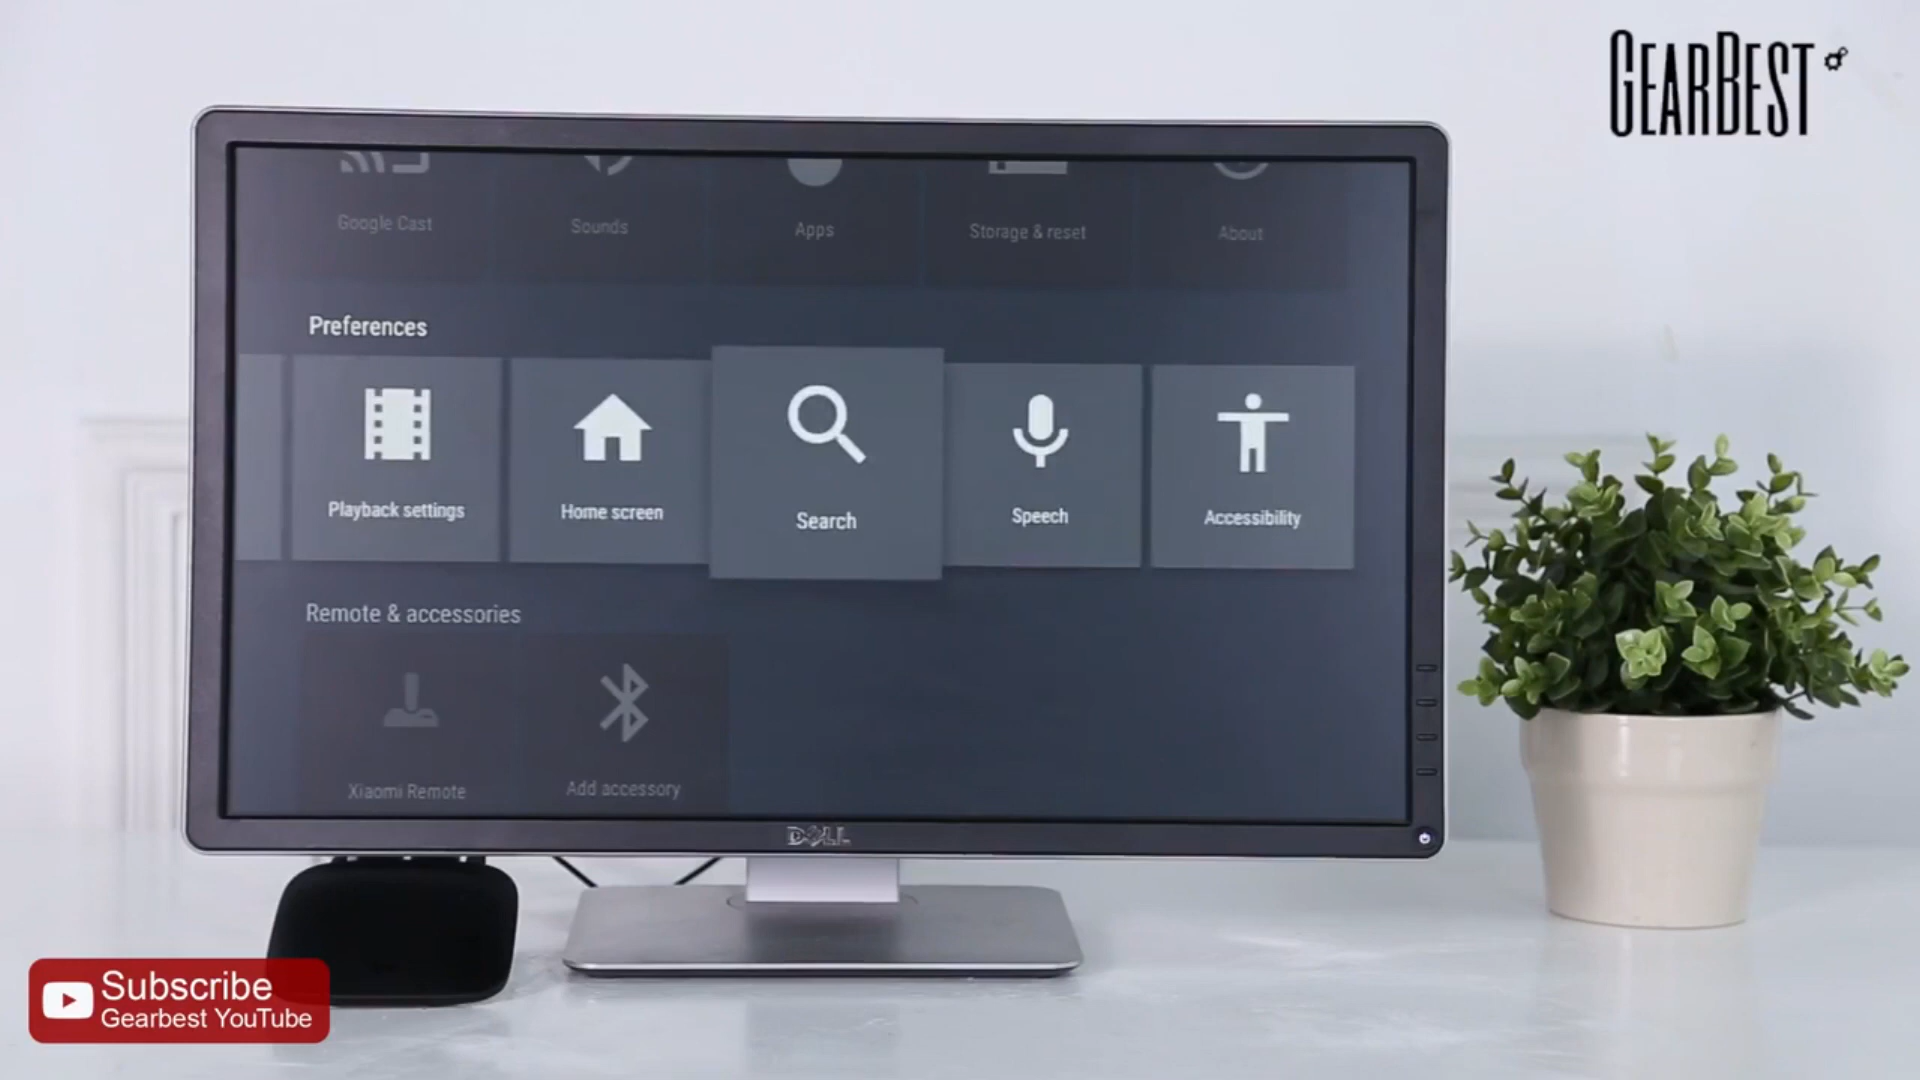 GEARBEST
Google Cast
Sounds
Apps
Storage & reset
About
Preferences
Playback settings
Home screen
Search
Speech
Accessibility
Remote & accessories
Xiaomi Remote
Add accessory
DELL
Subscribe
Gearbest YouTube